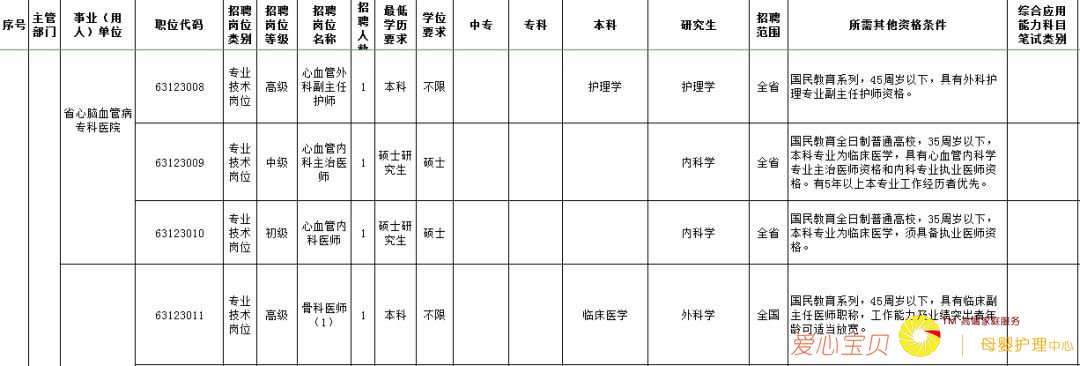 序号
主管
部门
事业（用
人）单位
职位代码
招聘
岗位
类别
招聘
岗位
等级
招聘
岗位
名称
招
聘
人
数
最低
学历
要求
学位
要求
中专
专科
本科
研究生
招聘
范围
所需其他资格条件
综合应用
能力科目
笔试类别
省心脑血管病
专科医院
63123008
专业
技术
岗位
高级
心血管外
科副主任
护师
1
本科
不限
护理学
护理学
全省
国民教育系列，45周岁以下，具有外科护
理专业副主任护师资格。
63123009
专业
技术
岗位
中级
心血管内
科主治医
师
1
硕士研
究生
硕士
内科学
全省
国民教育全日制普通高校，35周岁以下，
本科专业为临床医学，具有心血管内科学
专业主治医师资格和内科专业执业医师资
格。有5年以上本专业工作经历者优先。
63123010
专业
技术
岗位
初级
心血管内
科医师
1
硕士研
究生
硕士
内科学
全省
国民教育全日制普通高校，35周岁以下，
本科专业为临床医学，须具备执业医师资
格。
63123011
专业
技术
岗位
高级
骨科医师
（1）
1
本科
不限
临床医学
外科学
全国
国民教育系列，45周岁以下，具有临床副
主任医师职称，工作能力及业绩突出者年
龄可适当放宽。
爱心宝贝
TM 高端家庭服务
母婴护理中心